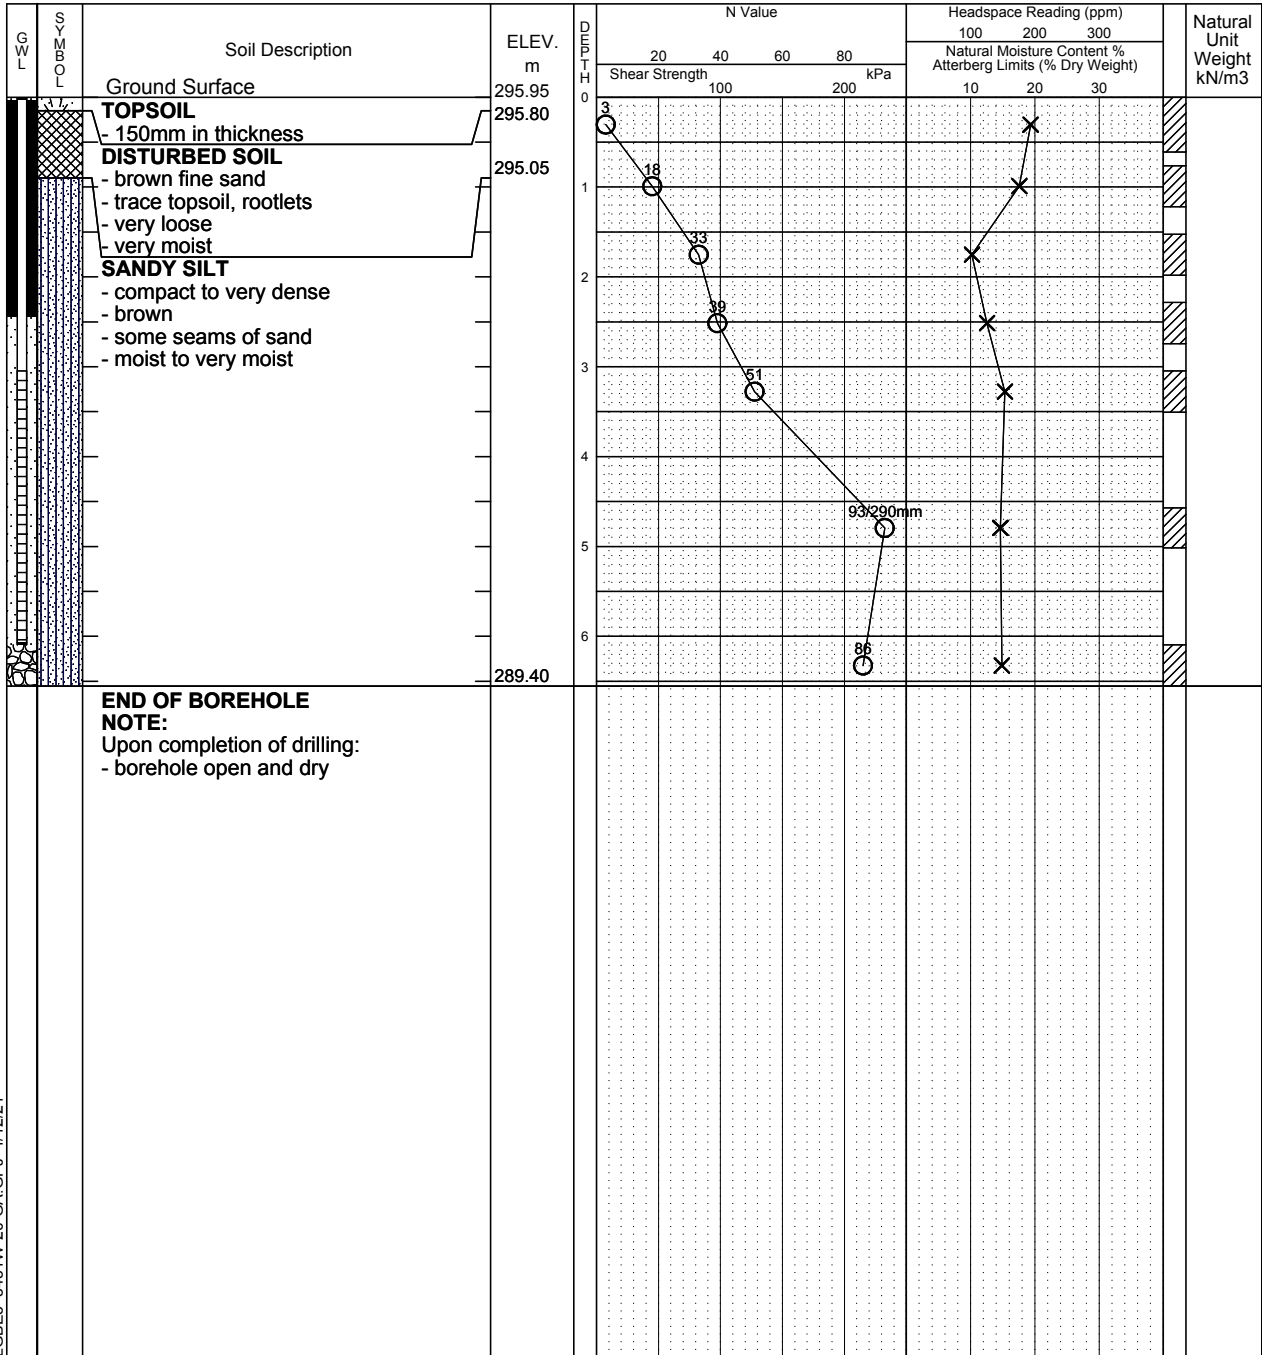 GWL
SYMBOL
Soil Description
ELEV.
m
DEPTH
N Value
20 40 60 80
Shear Strength kPa
100 200
Headspace Reading (ppm)
100 200 300
Natural Moisture Content %
Atterberg Limits (% Dry Weight)
10 20 30
Natural
Unit
Weight
kN/m3
Ground Surface 295.95
0
TOPSOIL 295.80
- 150mm in thickness
DISTURBED SOIL 295.05
- brown fine sand
- trace topsoil, rootlets
- very loose
- very moist
SANDY SILT
- compact to very dense
- brown
- some seams of sand
- moist to very moist
289.40
1
2
3
4
5
6
3
18
33
39
51
93/290mm
86
END OF BOREHOLE
NOTE:
Upon completion of drilling:
- borehole open and dry